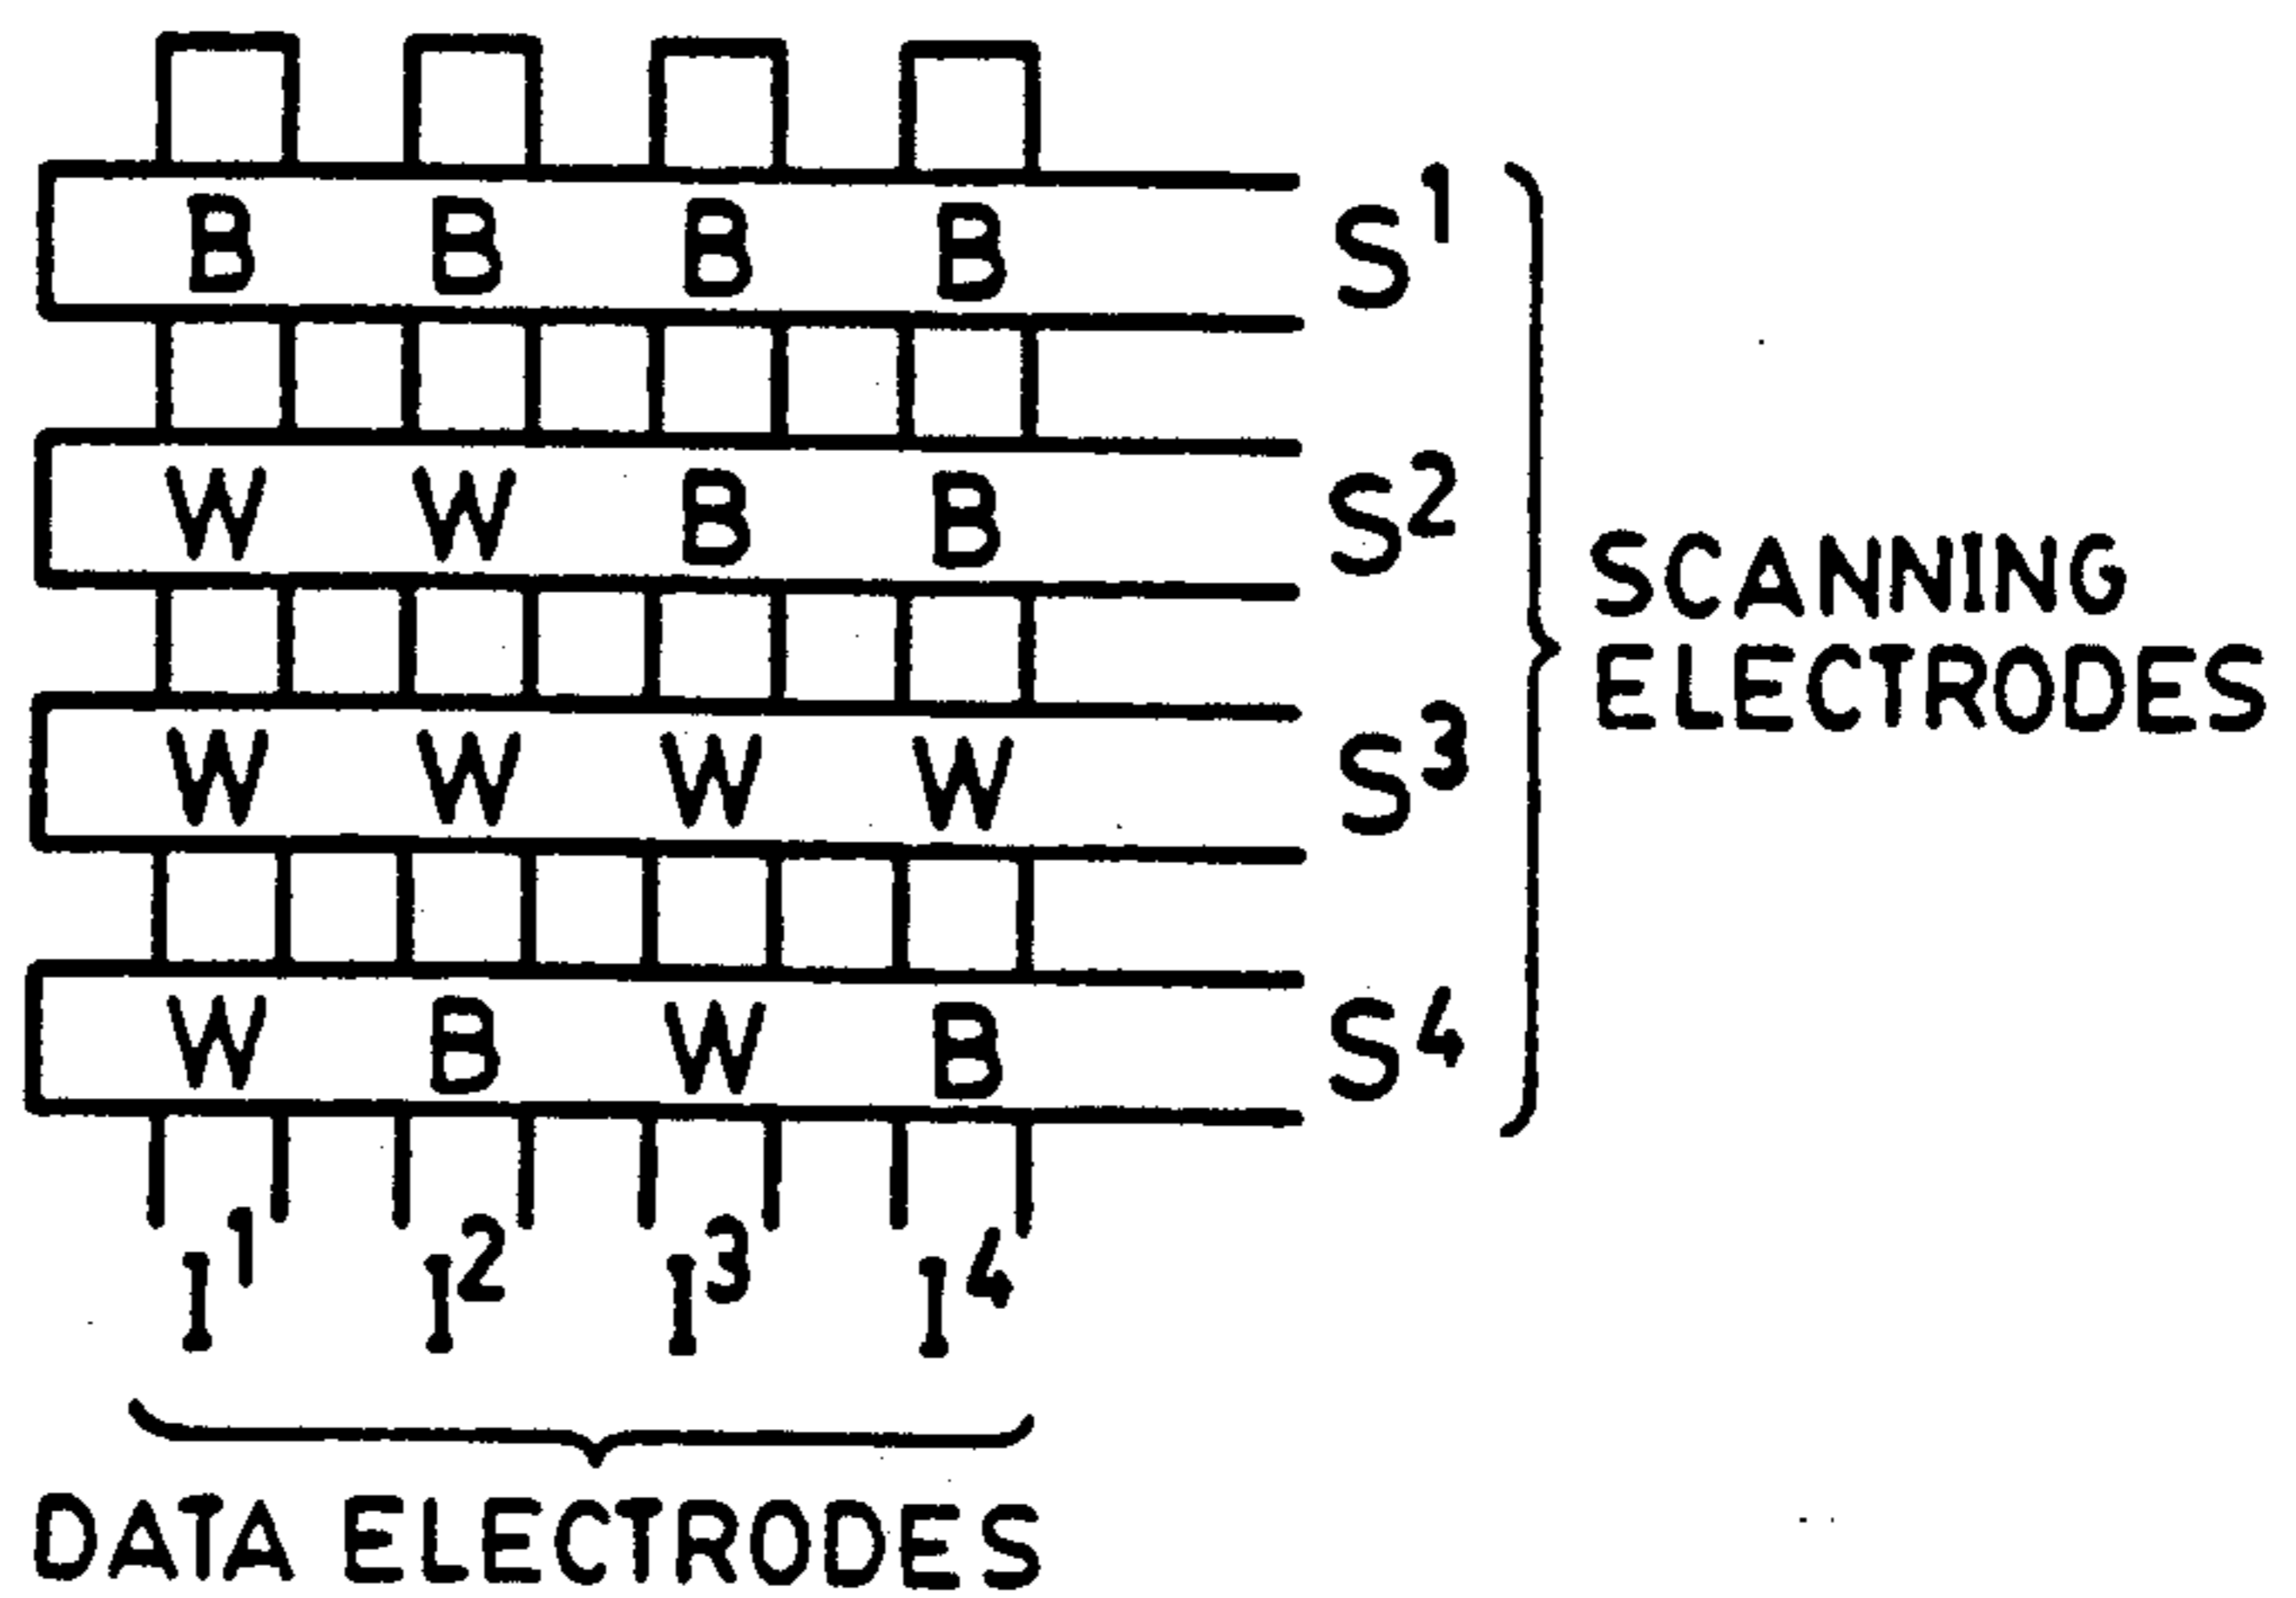 B B B B S¹
W W B B S²
SCANNING
ELECTRODES
W W W W S³
W B W B S⁴
I¹ I² I³ I⁴
DATA ELECTRODES